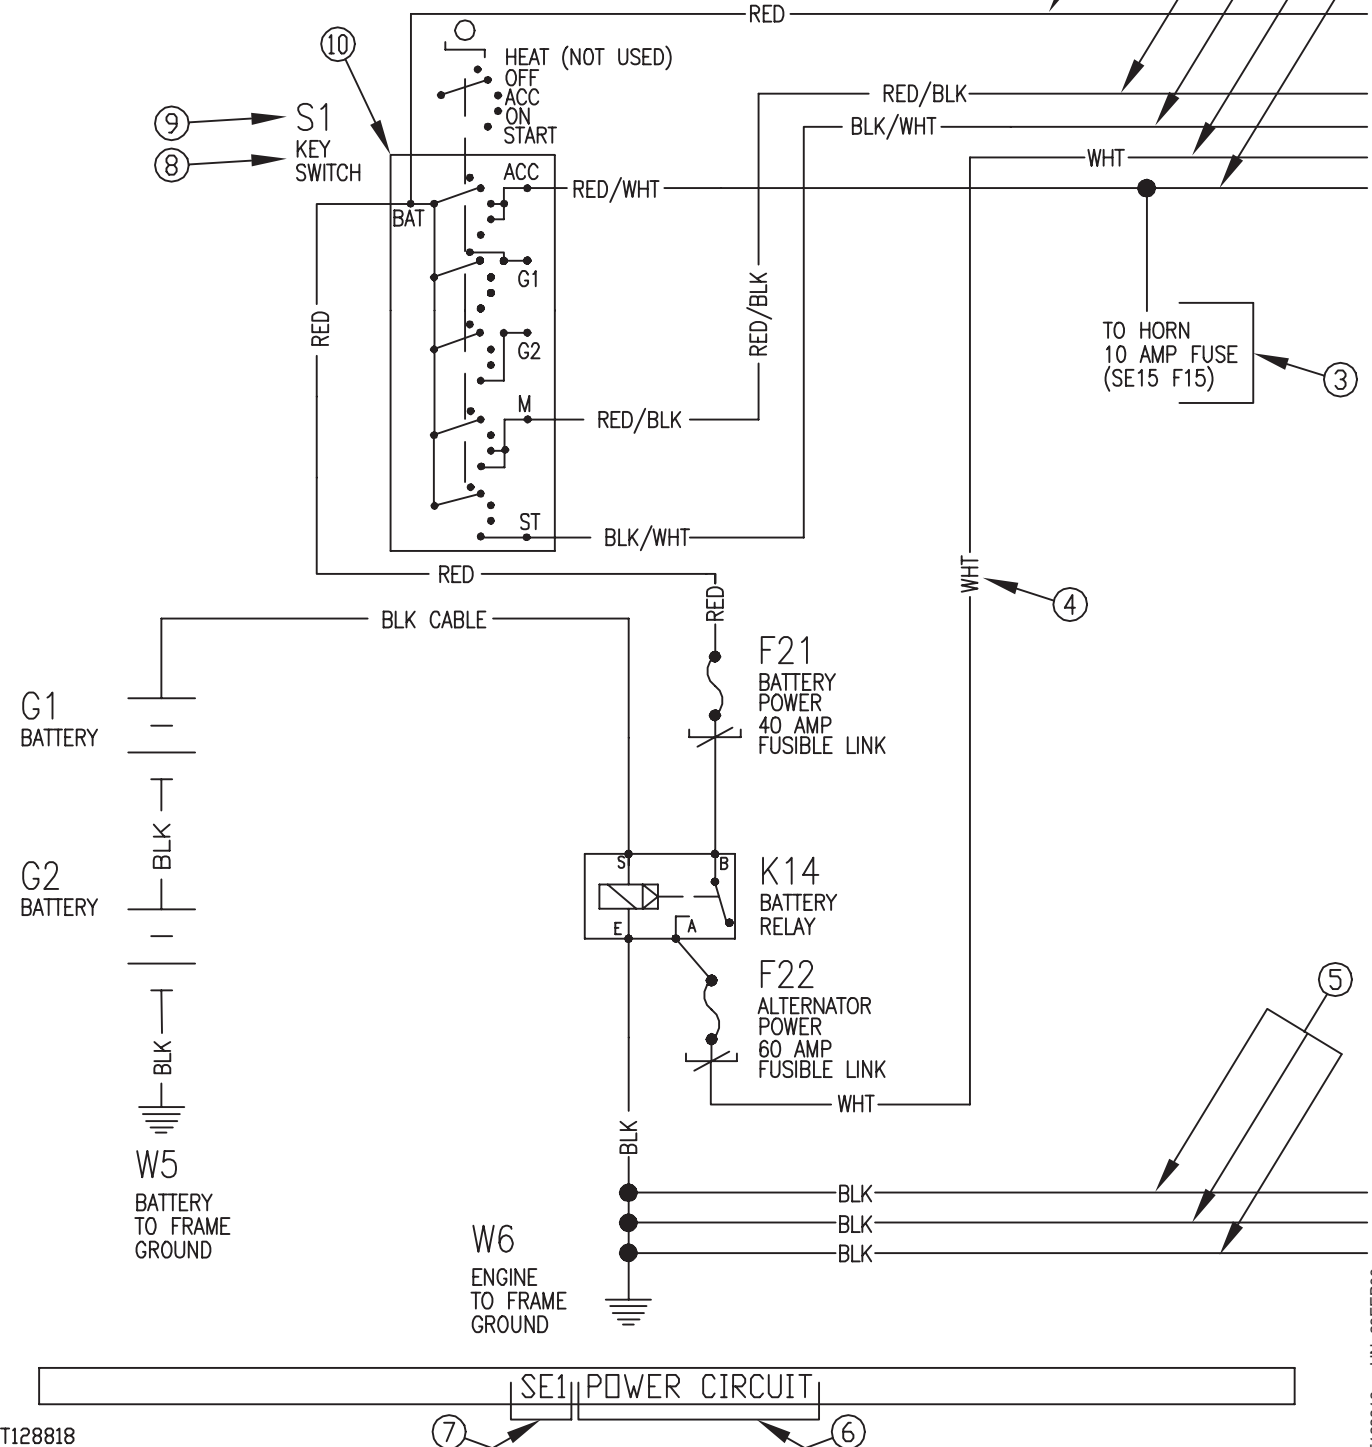 RED
10
HEAT (NOT USED)
OFF
ACC
ON
START
9
S1
8
KEY
SWITCH
RED/BLK
BLK/WHT
WHT
ACC
RED/WHT
BAT
G1
RED
RED/BLK
G2
TO HORN
10 AMP FUSE
(SE15 F15)
3
M
RED/BLK
ST
BLK/WHT
RED
WHT
4
RED
BLK CABLE
F21
BATTERY
POWER
40 AMP
FUSIBLE LINK
G1
BATTERY
BLK
G2
BATTERY
S
B
K14
BATTERY
RELAY
E
A
F22
ALTERNATOR
POWER
60 AMP
FUSIBLE LINK
5
BLK
WHT
BLK
W5
BATTERY
TO FRAME
GROUND
BLK
BLK
BLK
W6
ENGINE
TO FRAME
GROUND
SE1 POWER CIRCUIT
T128818
7
6